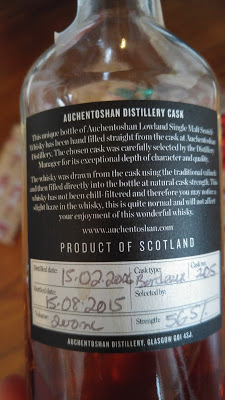 AUCHENTOSHAN DISTILLERY CASK
This unique bottle of Auchentoshan Lowland Single Malt Scotch
Whisky has been hand filled straight from the cask at Auchentoshan
Distillery. The chosen cask was carefully selected by the Distillery
Manager for its exceptional depth of character and quality.
The whisky was drawn from the cask using the traditional valinch
and then filled directly into the bottle at natural cask strength. This
whisky has not been chill-filtered and therefore you may notice a
slight haze in the whisky, this is quite normal and will not affect
your enjoyment of this wonderful whisky.
www.auchentoshan.com
PRODUCT OF SCOTLAND
Distilled date: 15.02.2006 Cask type: Bordeaux Cask no: 205
Bottled date: 15.08.2015 Selected by:
Volume: 200ml Strength: 56,5%
AUCHENTOSHAN DISTILLERY, GLASGOW G81 4SJ.